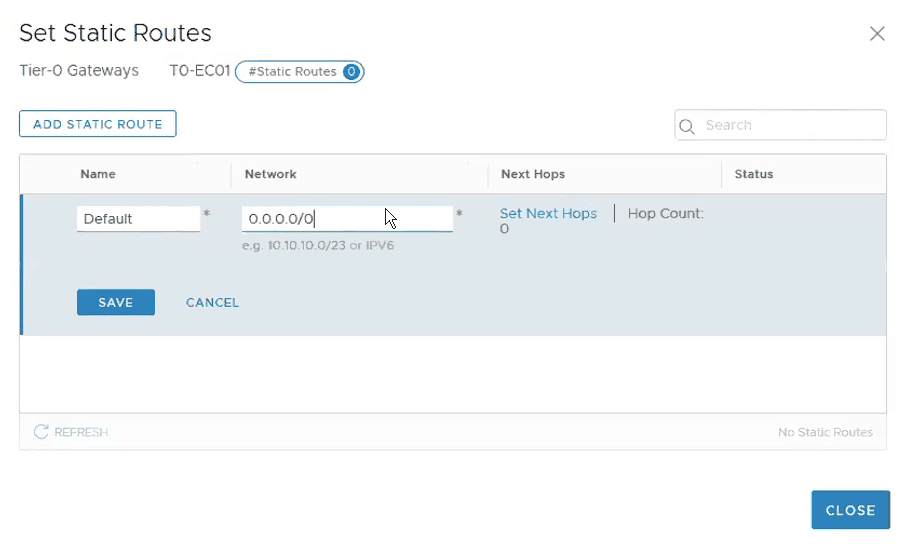 Set Static Routes
Tier-0 Gateways T0-EC01 #Static Routes 0
ADD STATIC ROUTE
Search
Name Network Next Hops Status
Default * 0.0.0.0/0 * Set Next Hops Hop Count:
0
e.g. 10.10.10.0/23 or IPV6
SAVE CANCEL
REFRESH No Static Routes
CLOSE